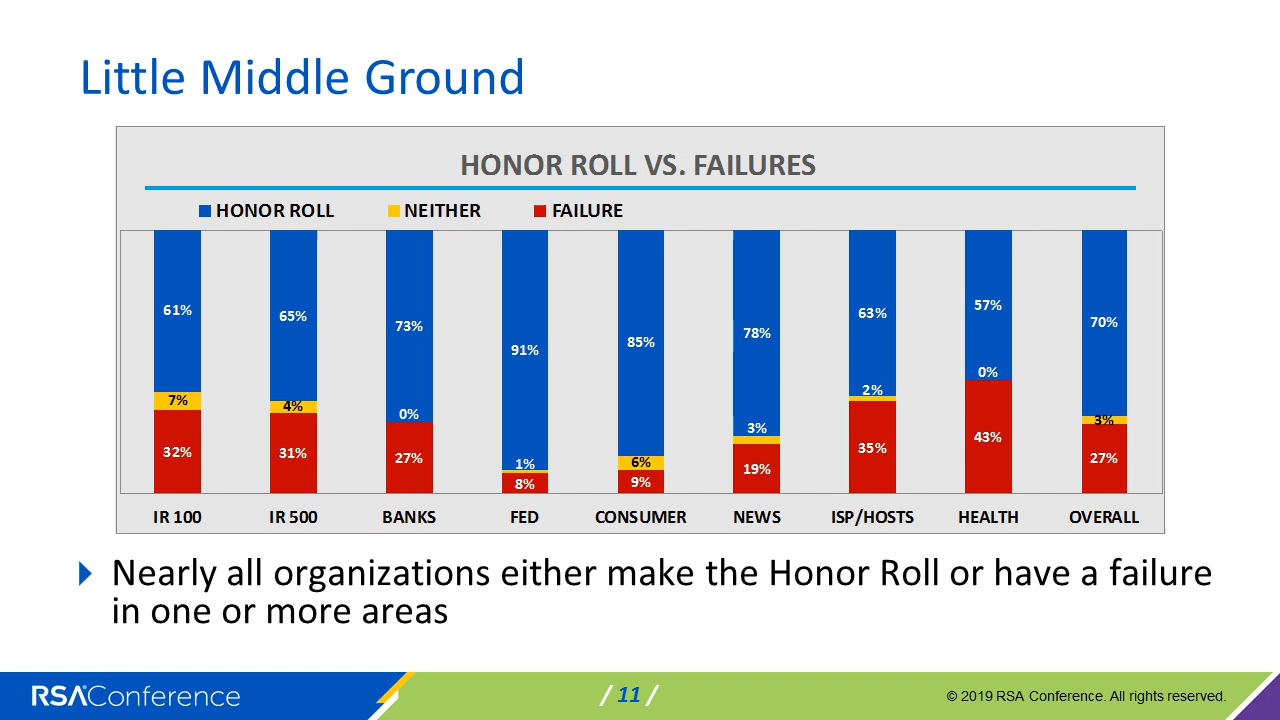 Little Middle Ground
HONOR ROLL VS. FAILURES
HONOR ROLL NEITHER FAILURE
61% 65% 73% 91% 85% 78% 63% 57% 70%
7% 4% 0% 1% 6% 3% 2% 0% 3%
32% 31% 27% 8% 9% 19% 35% 43% 27%
IR 100 IR 500 BANKS FED CONSUMER NEWS ISP/HOSTS HEALTH OVERALL
Nearly all organizations either make the Honor Roll or have a failure
in one or more areas
RSAConference / 11 / © 2019 RSA Conference. All rights reserved.